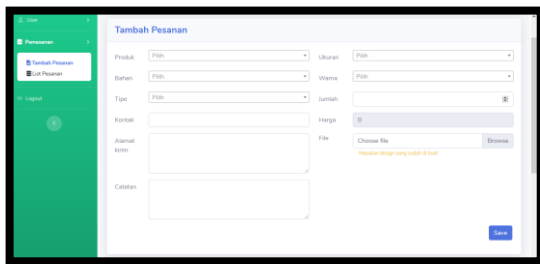 User
Tambah Pesanan
Pemesanan
Tambah Pesanan
List Pesanan
Logout
Produk
Pilih
Ukuran
Pilih
Bahan
Pilih
Warna
Pilih
Tipe
Pilih
Jumlah
Kontak
Harga
0
Alamat
kirim
File
Choose file
Browse
Masukan Design yang sudah di buat
Catatan
Save